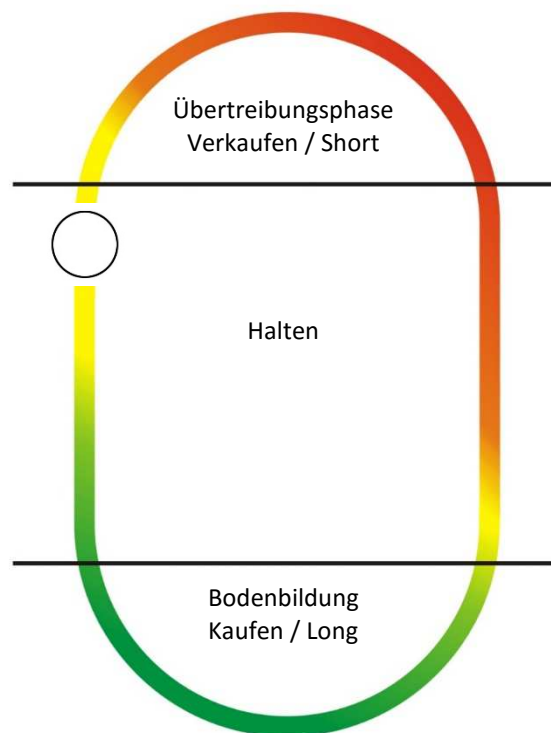 Übertreibungsphase
Verkaufen / Short
Halten
Bodenbildung
Kaufen / Long